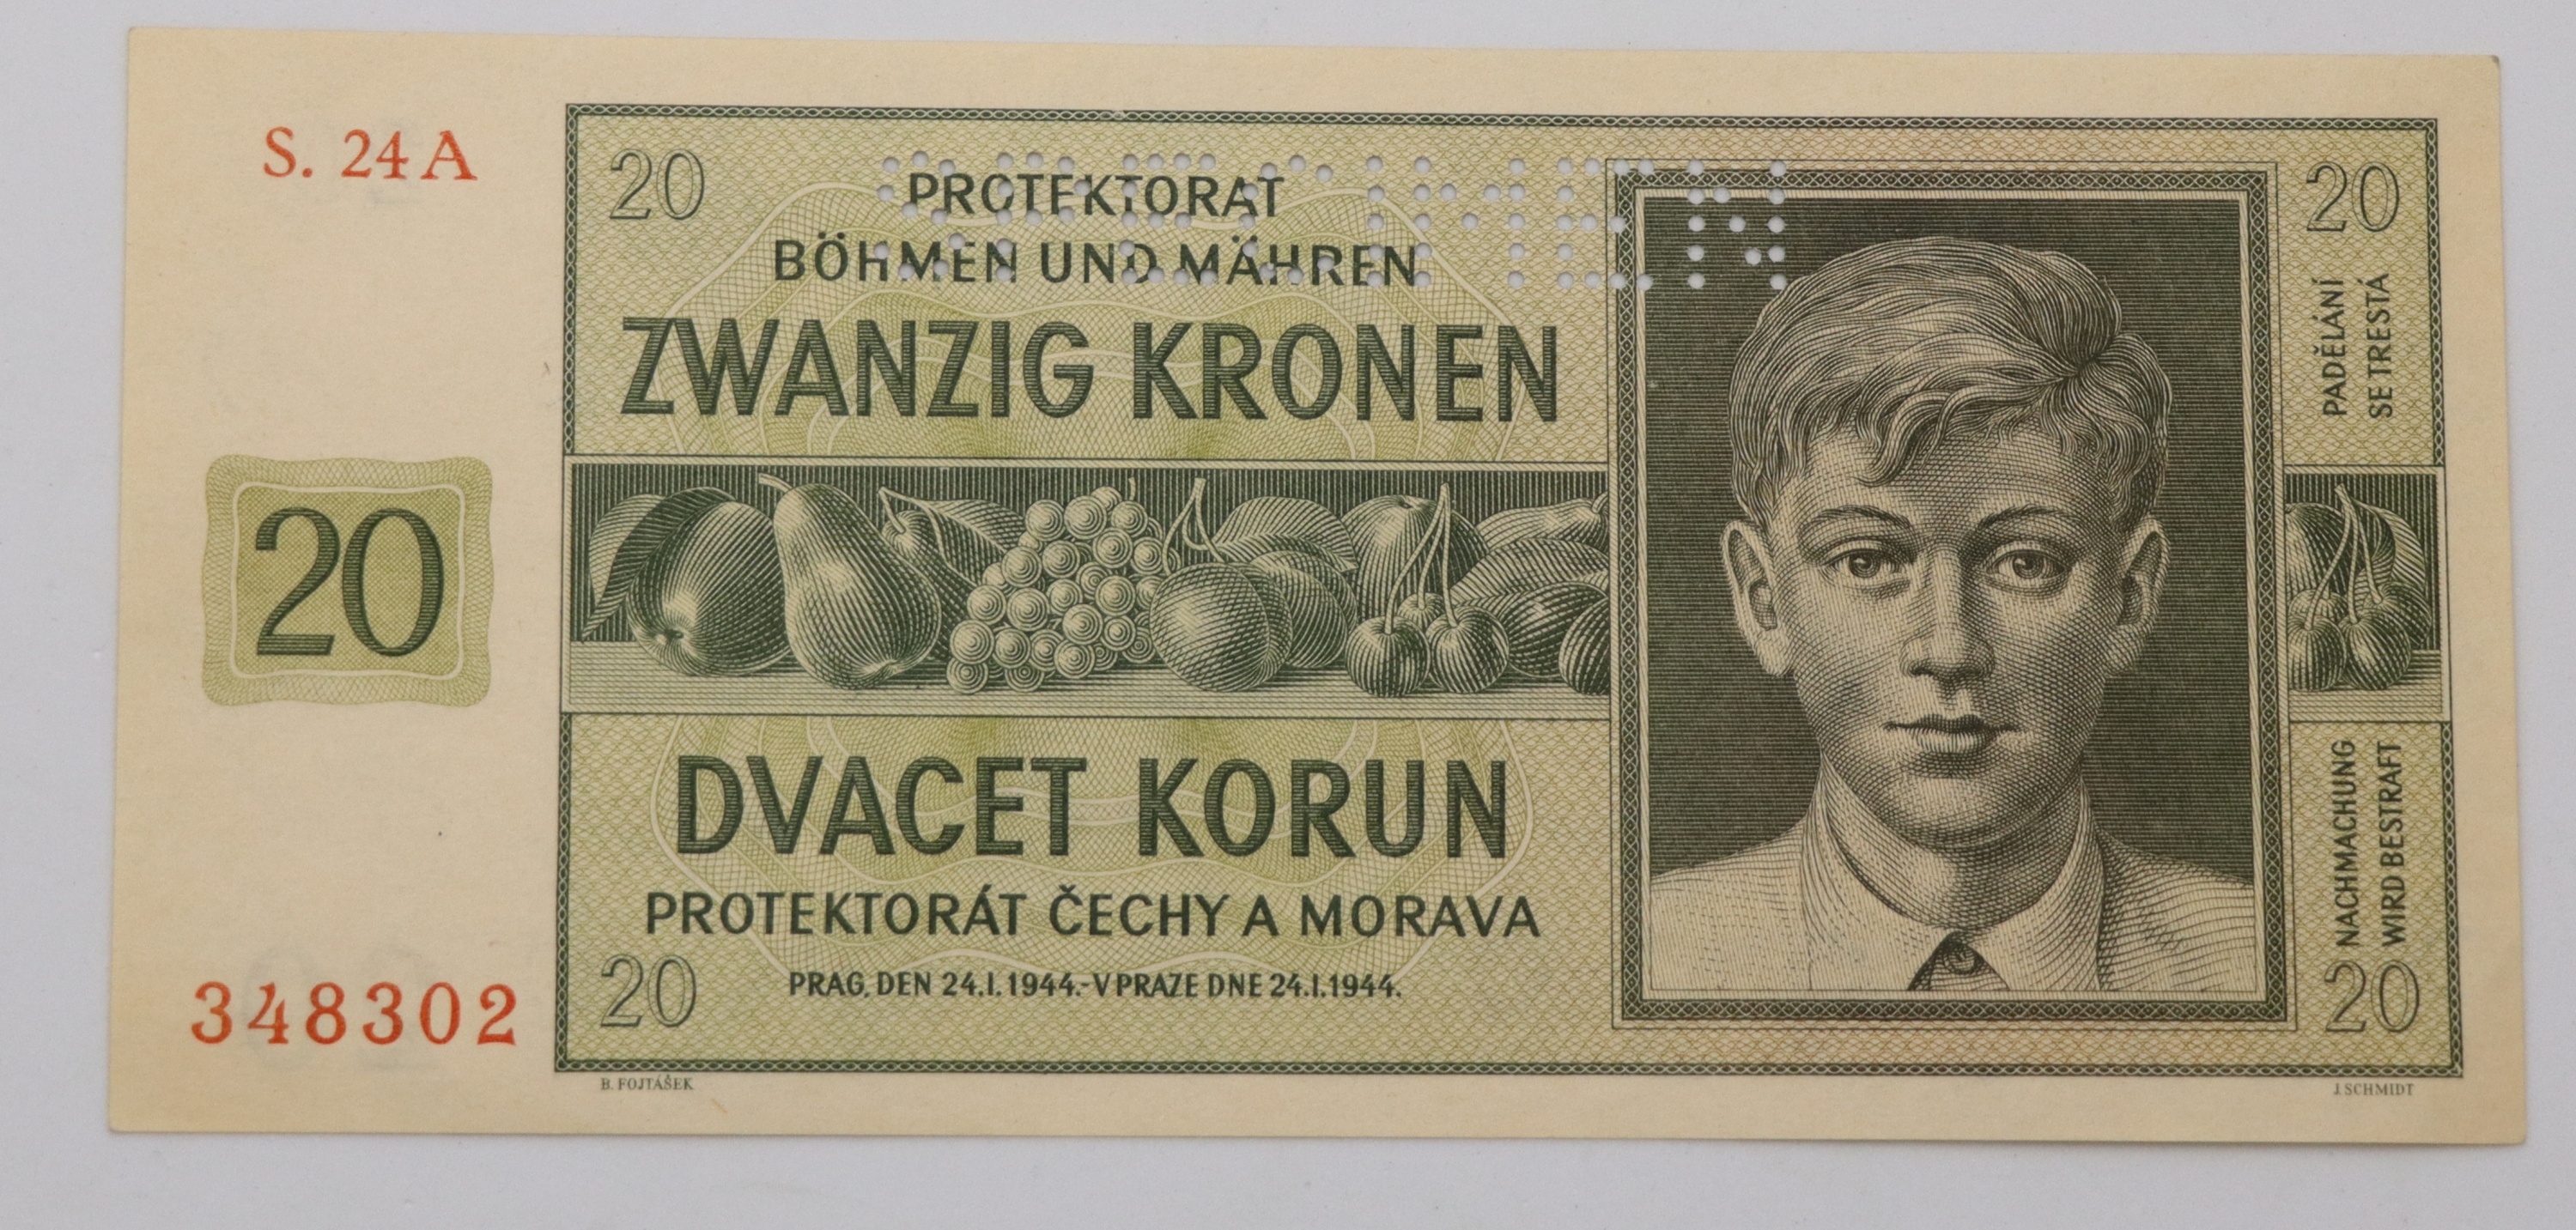 S. 24 A
20
SPECIMEN
20
PROTEKTORAT
BÖHMEN UND MÄHREN
ZWANZIG KRONEN
PADĚLÁNÍ
SE TRESTÁ
20
DVACET KORUN
PROTEKTORÁT ČECHY A MORAVA
NACHMACHUNG
WIRD BESTRAFT
348302
20
PRAG, DEN 24.I.1944.-V PRAZE DNE 24.I.1944.
20
B. FOJTÁŠEK
J. SCHMIDT